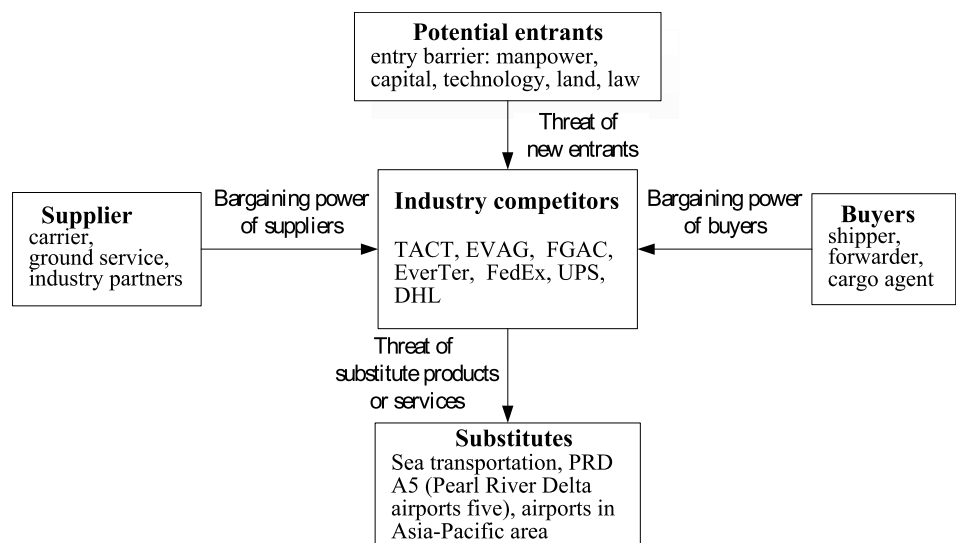 Potential entrants
entry barrier: manpower,
capital, technology, land, law
Threat of
new entrants
Supplier
carrier,
ground service,
industry partners
Bargaining power
of suppliers
Industry competitors
TACT, EVAG, FGAC,
EverTer, FedEx, UPS,
DHL
Bargaining power
of buyers
Buyers
shipper,
forwarder,
cargo agent
Threat of
substitute products
or services
Substitutes
Sea transportation, PRD
A5 (Pearl River Delta
airports five), airports in
Asia-Pacific area